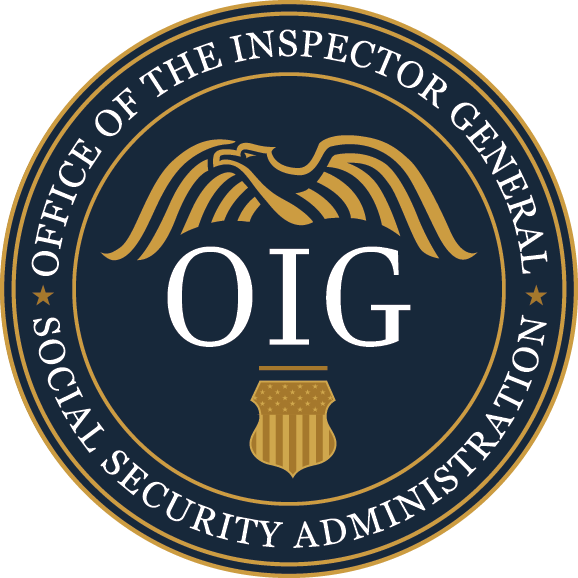 OFFICE OF THE INSPECTOR GENERAL
OIG
SOCIAL SECURITY ADMINISTRATION